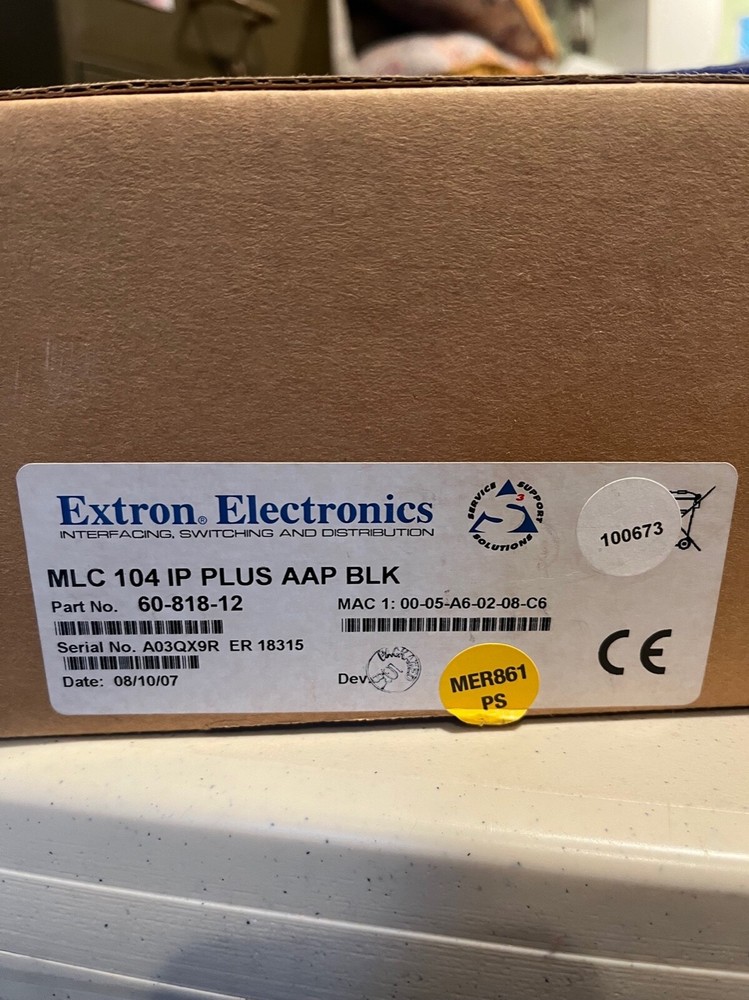 Extron® Electronics
INTERFACING, SWITCHING AND DISTRIBUTION
SERVICE SUPPORT SOLUTIONS
3
100673
MLC 104 IP PLUS AAP BLK
Part No. 60-818-12
MAC 1: 00-05-A6-02-08-C6
Serial No. A03QX9R ER 18315
Date: 08/10/07
Dev
CE
MER861
PS